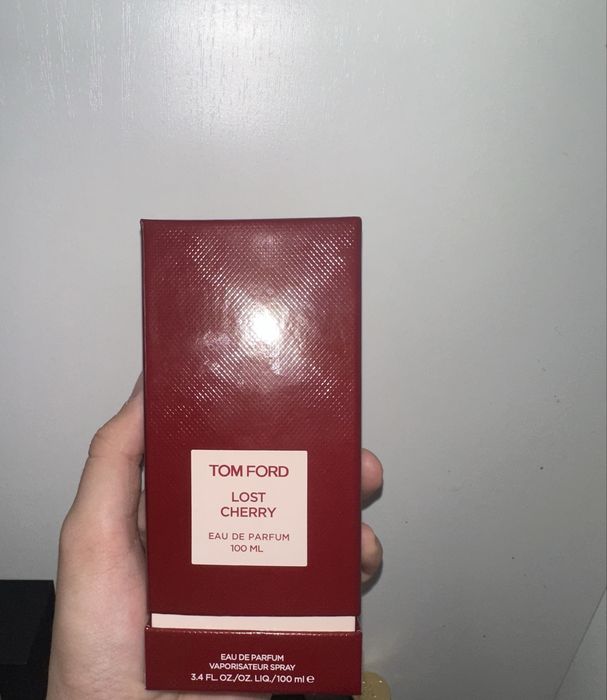 TOM FORD
LOST
CHERRY
EAU DE PARFUM
100 ML
EAU DE PARFUM
VAPORISATEUR SPRAY
3.4 FL. OZ./OZ. LIQ./100 ml ℮